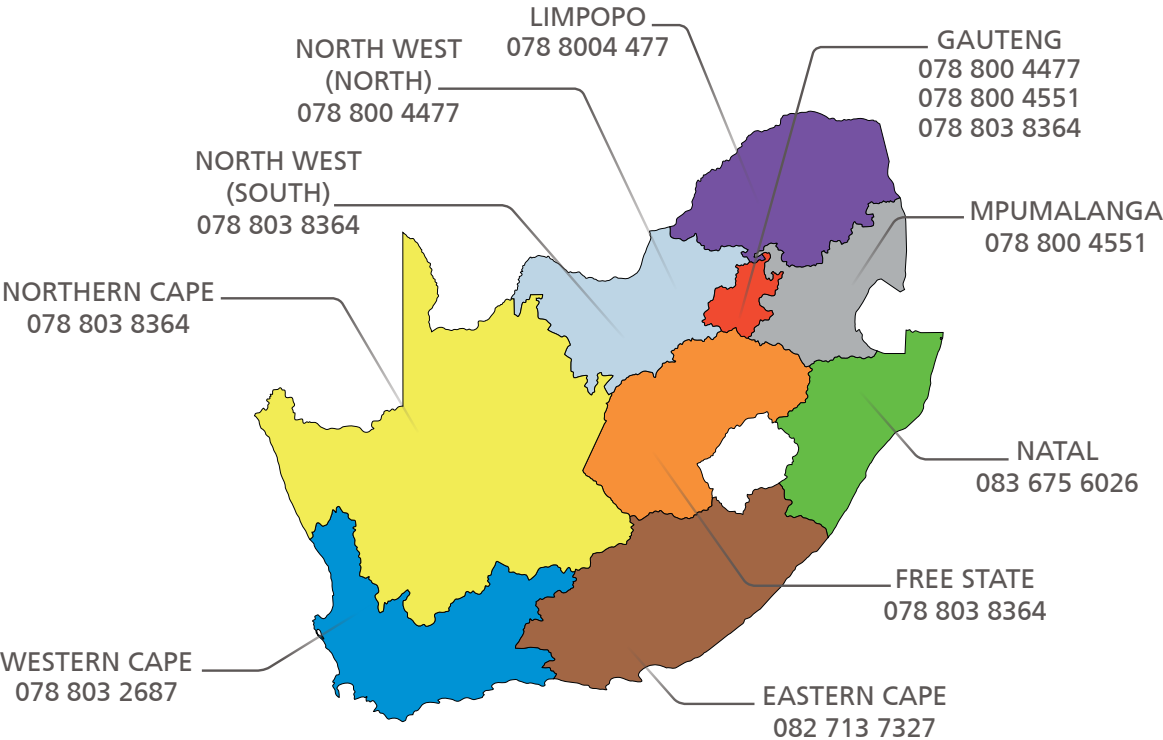 LIMPOPO
078 8004 477
GAUTENG
078 800 4477
078 800 4551
078 803 8364
NORTH WEST
(NORTH)
078 800 4477
NORTH WEST
(SOUTH)
078 803 8364
MPUMALANGA
078 800 4551
NORTHERN CAPE
078 803 8364
NATAL
083 675 6026
FREE STATE
078 803 8364
WESTERN CAPE
078 803 2687
EASTERN CAPE
082 713 7327